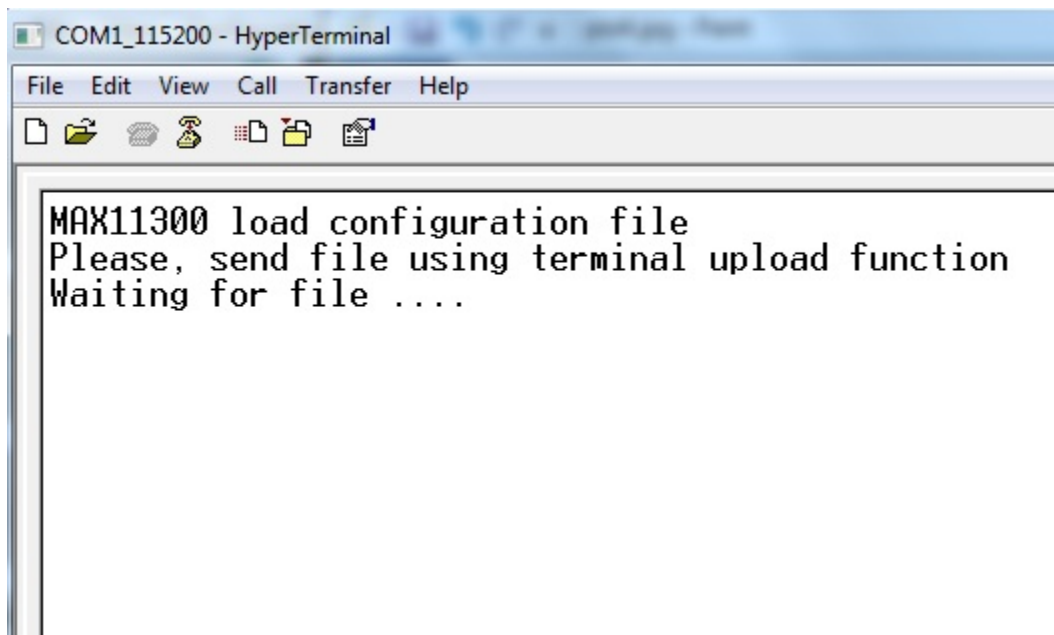 COM1_115200 - HyperTerminal
File Edit View Call Transfer Help
MAX11300 load configuration file
Please, send file using terminal upload function
Waiting for file ....